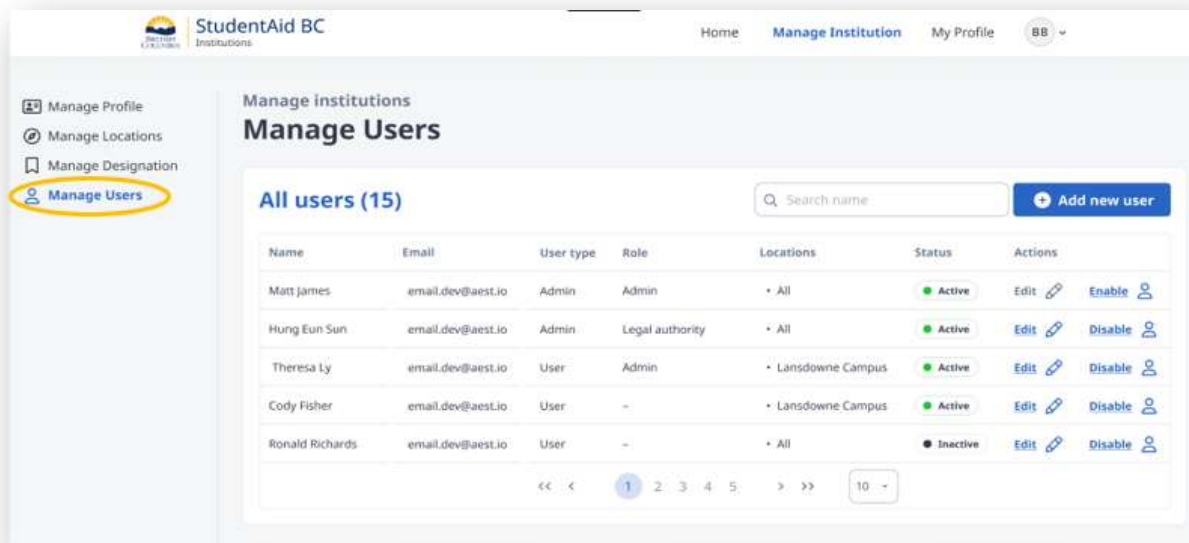 BRITISH
COLUMBIA
StudentAid BC
Institutions
Home Manage Institution My Profile BB
Manage Profile
Manage Locations
Manage Designation
Manage Users
Manage institutions
Manage Users
All users (15) Search name Add new user
Name Email User type Role Locations Status Actions
Matt James email.dev@aest.io Admin Admin • All Active Edit Enable
Hung Eun Sun email.dev@aest.io Admin Legal authority • All Active Edit Disable
Theresa Ly email.dev@aest.io User Admin • Lansdowne Campus Active Edit Disable
Cody Fisher email.dev@aest.io User – • Lansdowne Campus Active Edit Disable
Ronald Richards email.dev@aest.io User – • All Inactive Edit Disable
<< < 1 2 3 4 5 > >> 10